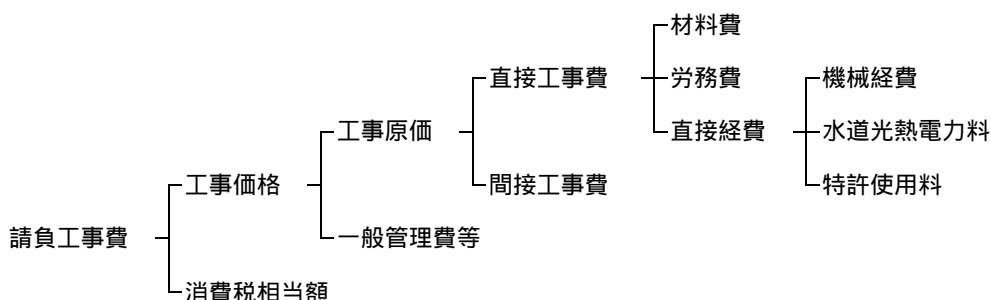 材料費
直接工事費
労務費
機械経費
工事原価
直接経費
水道光熱電力料
工事価格
間接工事費
特許使用料
請負工事費
一般管理費等
消費税相当額